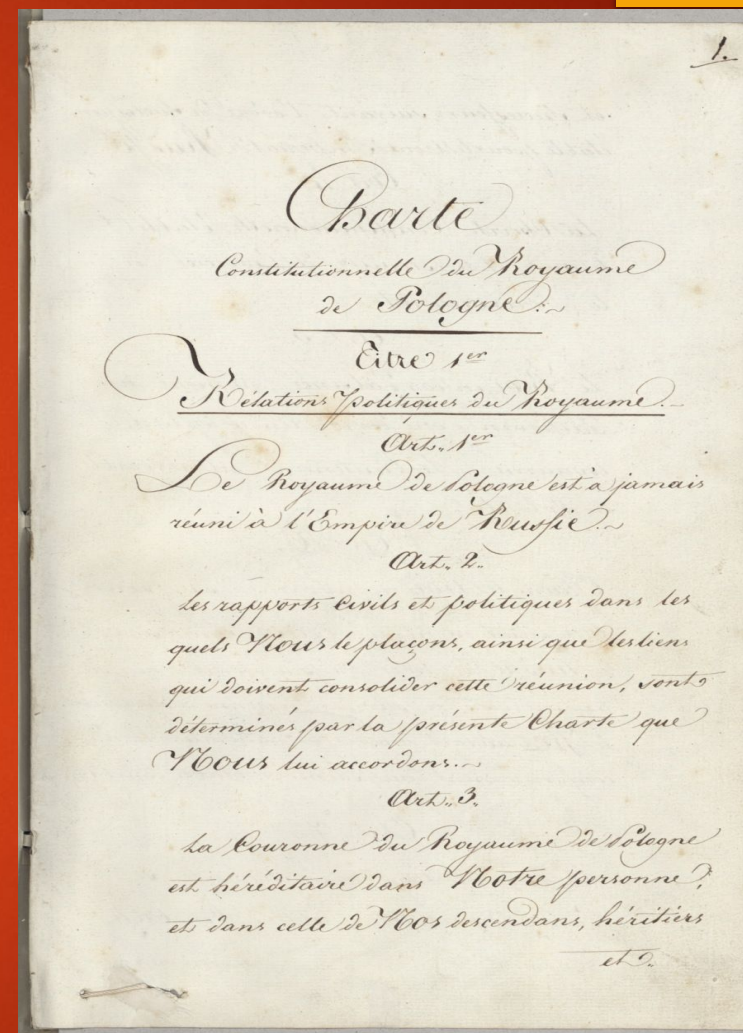 1.
Charte
Constitutionnelle du Royaume
de Pologne.
Titre 1er
Rélations politiques du Royaume.
Art. 1er
Le Royaume de Pologne est à jamais
réuni à l'Empire de Russie.
Art. 2.
Les rapports civils et politiques dans les
quels Nous le plaçons, ainsi que les liens
qui doivent consolider cette réunion, sont
déterminés par la présente Charte que
Nous lui accordons.
Art. 3.
La Couronne du Royaume de Pologne
est héréditaire dans Notre personne,
et dans celle de Nos descendans, héritiers
et